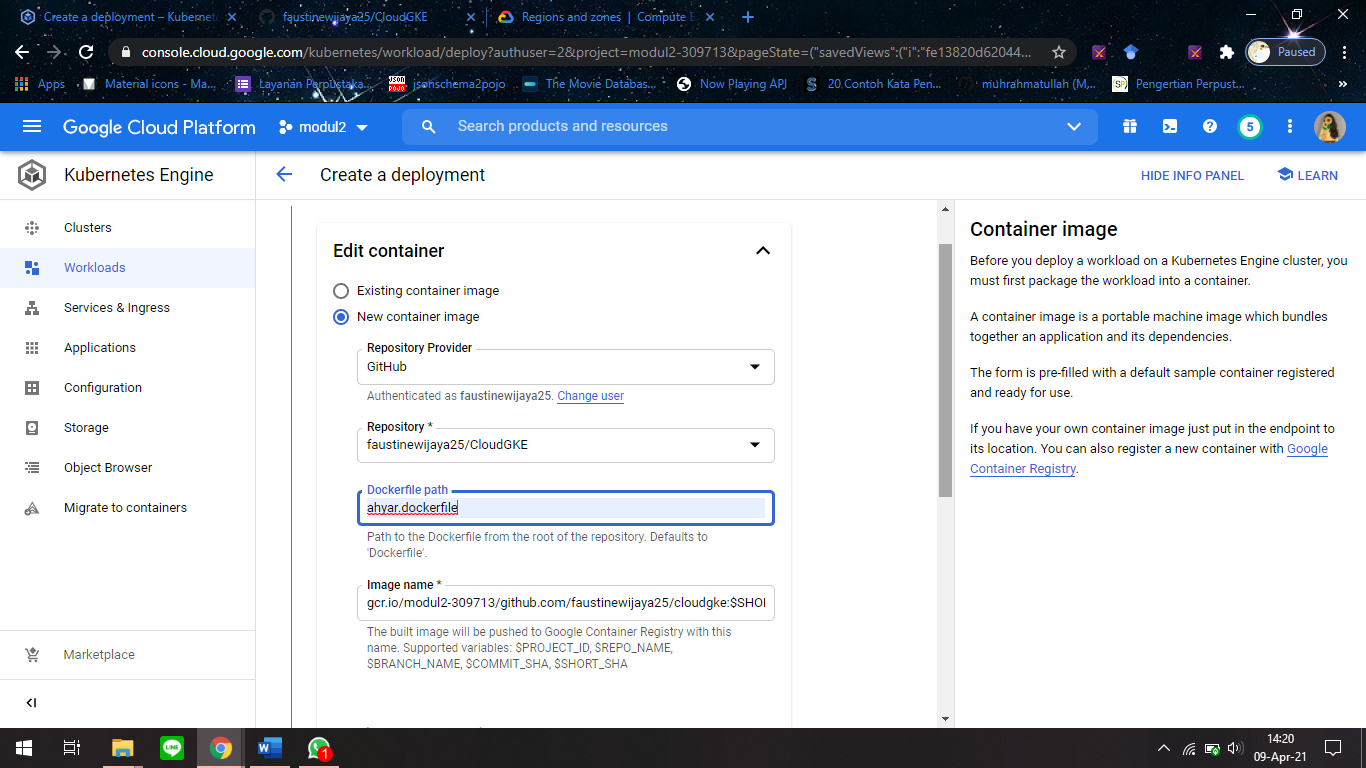 Create a deployment – Kubernet
faustinewijaya25/CloudGKE
Regions and zones | Compute E
console.cloud.google.com/kubernetes/workload/deploy?authuser=2&project=modul2-309713&pageState=("savedViews":("i":"fe13820d62044...
Paused
Apps
Material icons - Ma...
Layanan Perpustaka...
JSON
POJO
jsonschema2pojo
The Movie Databas...
Now Playing API
20 Contoh Kata Pen...
muhrahmatullah (M...
Pengertian Perpust...
»
Google Cloud Platform
modul2
Search products and resources
5
Kubernetes Engine
Create a deployment
HIDE INFO PANEL
LEARN
Clusters
Workloads
Services & Ingress
Applications
Configuration
Storage
Object Browser
Migrate to containers
Marketplace
Edit container
Existing container image
New container image
Repository Provider
GitHub
Authenticated as faustinewijaya25. Change user
Repository *
faustinewijaya25/CloudGKE
Dockerfile path
ahyar.dockerfile
Path to the Dockerfile from the root of the repository. Defaults to
'Dockerfile'.
Image name *
gcr.io/modul2-309713/github.com/faustinewijaya25/cloudgke:$SHOI
The built image will be pushed to Google Container Registry with this
name. Supported variables: $PROJECT_ID, $REPO_NAME,
$BRANCH_NAME, $COMMIT_SHA, $SHORT_SHA
Container image
Before you deploy a workload on a Kubernetes Engine cluster, you
must first package the workload into a container.
A container image is a portable machine image which bundles
together an application and its dependencies.
The form is pre-filled with a default sample container registered
and ready for use.
If you have your own container image just put in the endpoint to
its location. You can also register a new container with Google
Container Registry.
LINE
W
1
14:20
09-Apr-21